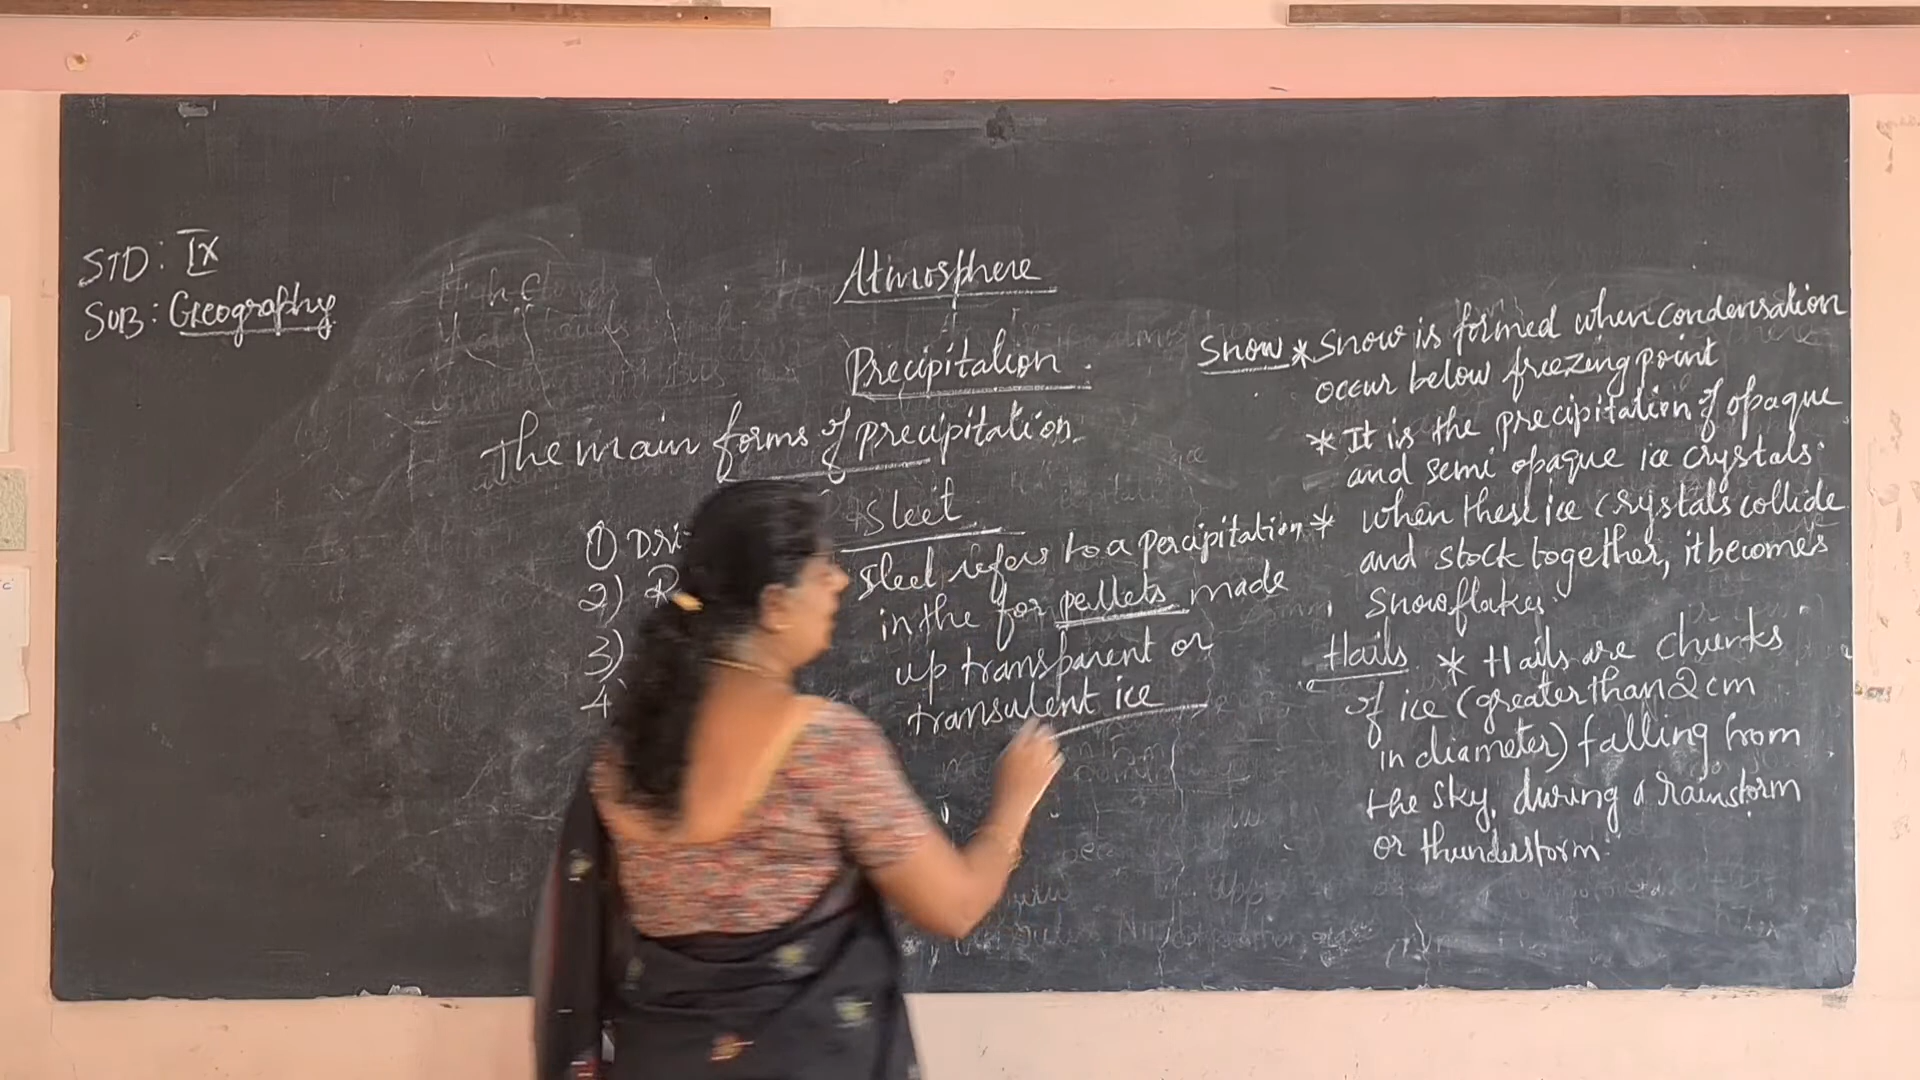 STD: IX
SUB: Geography
Atmosphere
Precipitation.
The main forms of precipitation
① Dri
2) R
3)
4)
Sleet
Sleet refers to a percipitation
in the for pellets made
up transparent or
transulent ice
Snow * Snow is formed when condensation
occur below freezing point
* It is the precipitation of opaque
and semi opaque ice crystals.
* when these ice crystals collide
and stock together, it becomes
Snowflakes.
Hails * Hails are chunks
of ice (greater than 2 cm
in diameter) falling from
the sky, during a rainstorm
or thunderstorm.